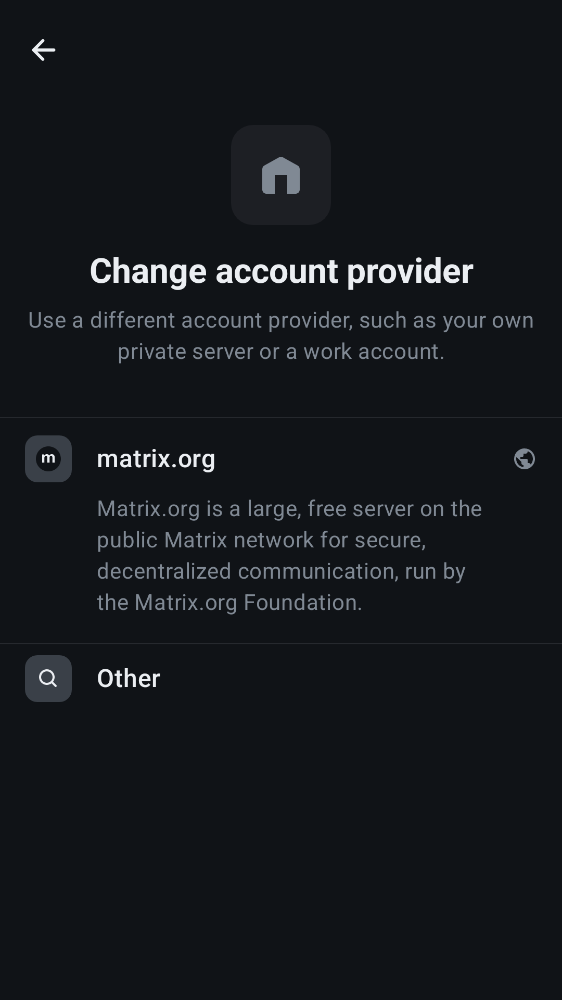 Change account provider
Use a different account provider, such as your own
private server or a work account.
m
matrix.org
Matrix.org is a large, free server on the
public Matrix network for secure,
decentralized communication, run by
the Matrix.org Foundation.
Other